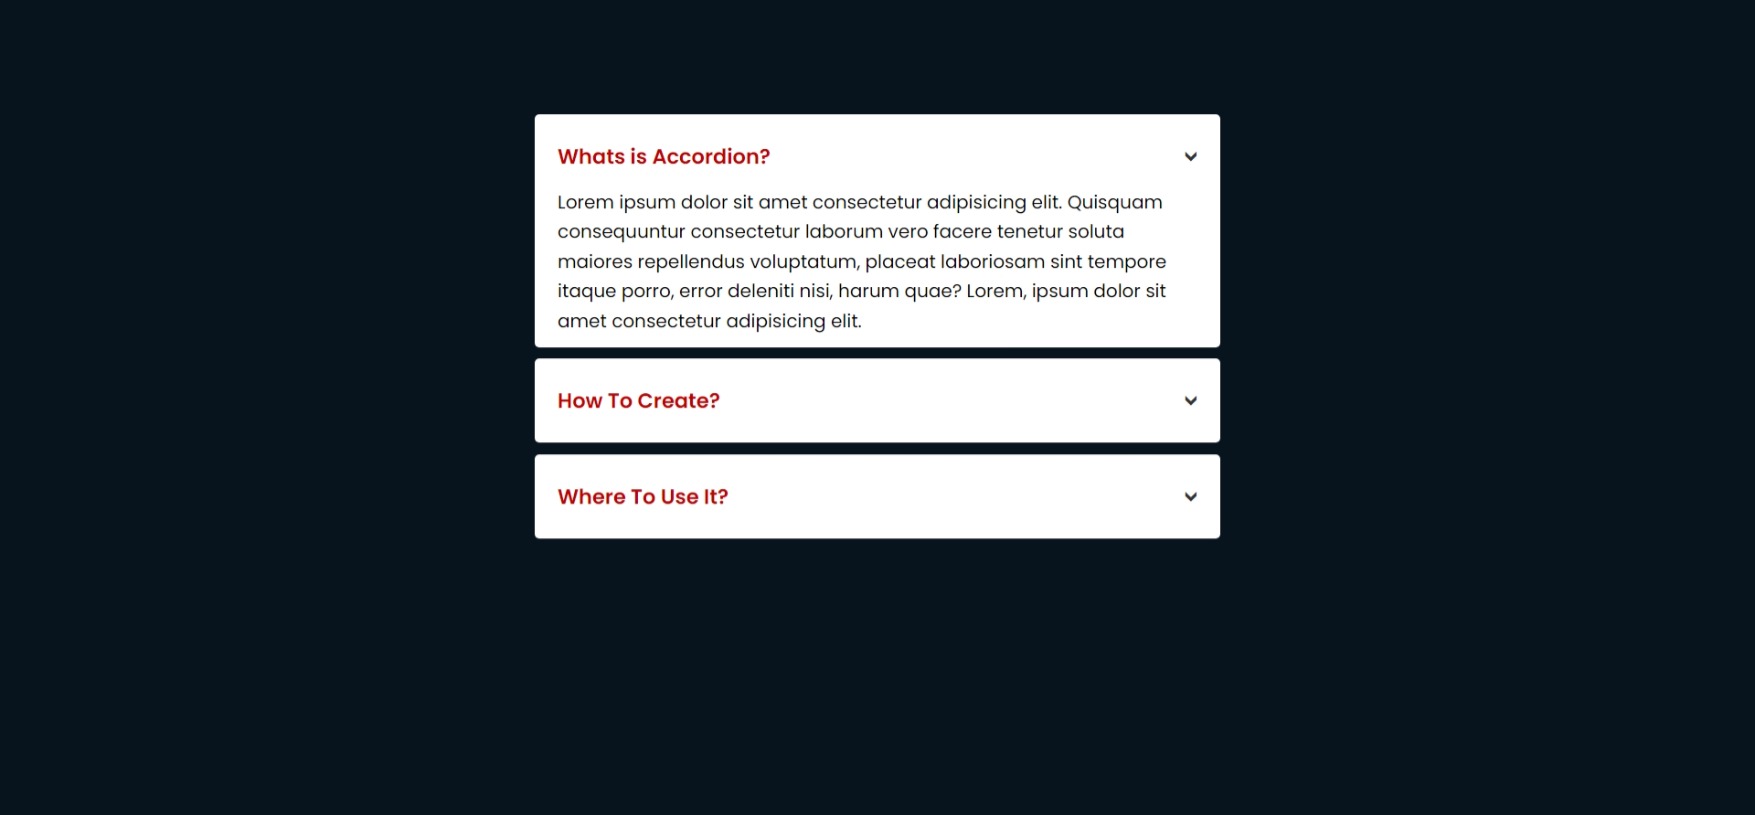 Whats is Accordion?
Lorem ipsum dolor sit amet consectetur adipisicing elit. Quisquam
consequuntur consectetur laborum vero facere tenetur soluta
maiores repellendus voluptatum, placeat laboriosam sint tempore
itaque porro, error deleniti nisi, harum quae? Lorem, ipsum dolor sit
amet consectetur adipisicing elit.
How To Create?
Where To Use It?